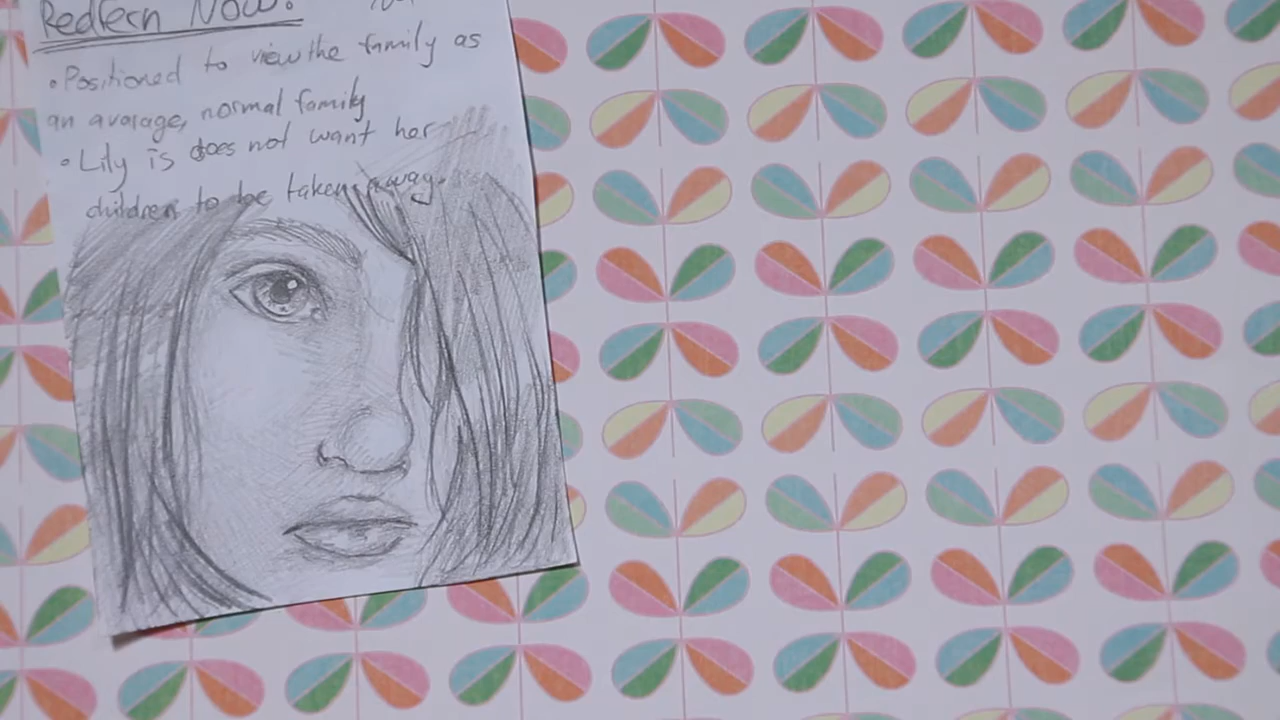 Redfern Now:
• Positioned to view the family as
an avarage, normal family
• Lily is does not want her
children to be taken away.